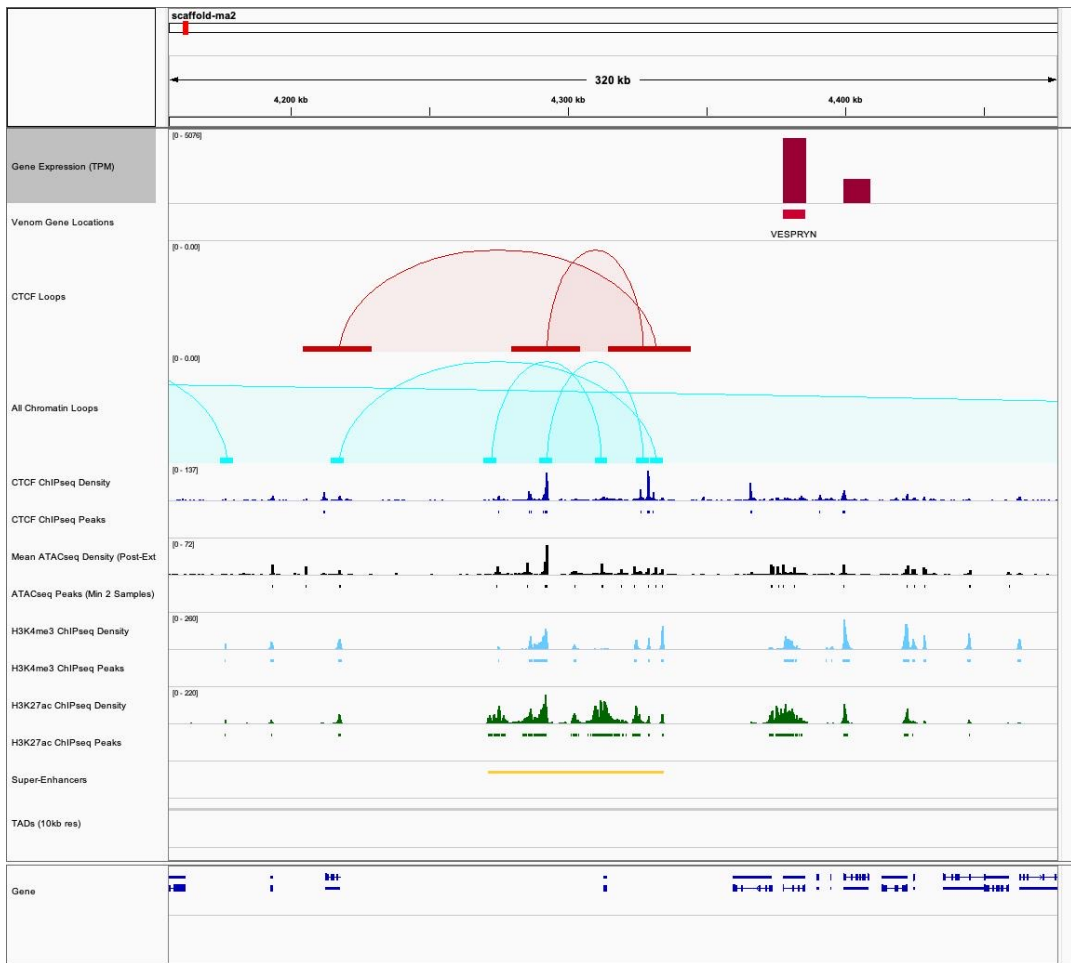 scaffold-ma2
320 kb
4,200 kb 4,300 kb 4,400 kb
[0 - 5076]
Gene Expression (TPM)
Venom Gene Locations
VESPRYN
[0 - 0.00]
CTCF Loops
[0 - 0.00]
All Chromatin Loops
[0 - 137]
CTCF ChIPseq Density
CTCF ChIPseq Peaks
[0 - 72]
Mean ATACseq Density (Post-Ext
ATACseq Peaks (Min 2 Samples)
[0 - 260]
H3K4me3 ChIPseq Density
H3K4me3 ChIPseq Peaks
[0 - 220]
H3K27ac ChIPseq Density
H3K27ac ChIPseq Peaks
Super-Enhancers
TADs (10kb res)
Gene